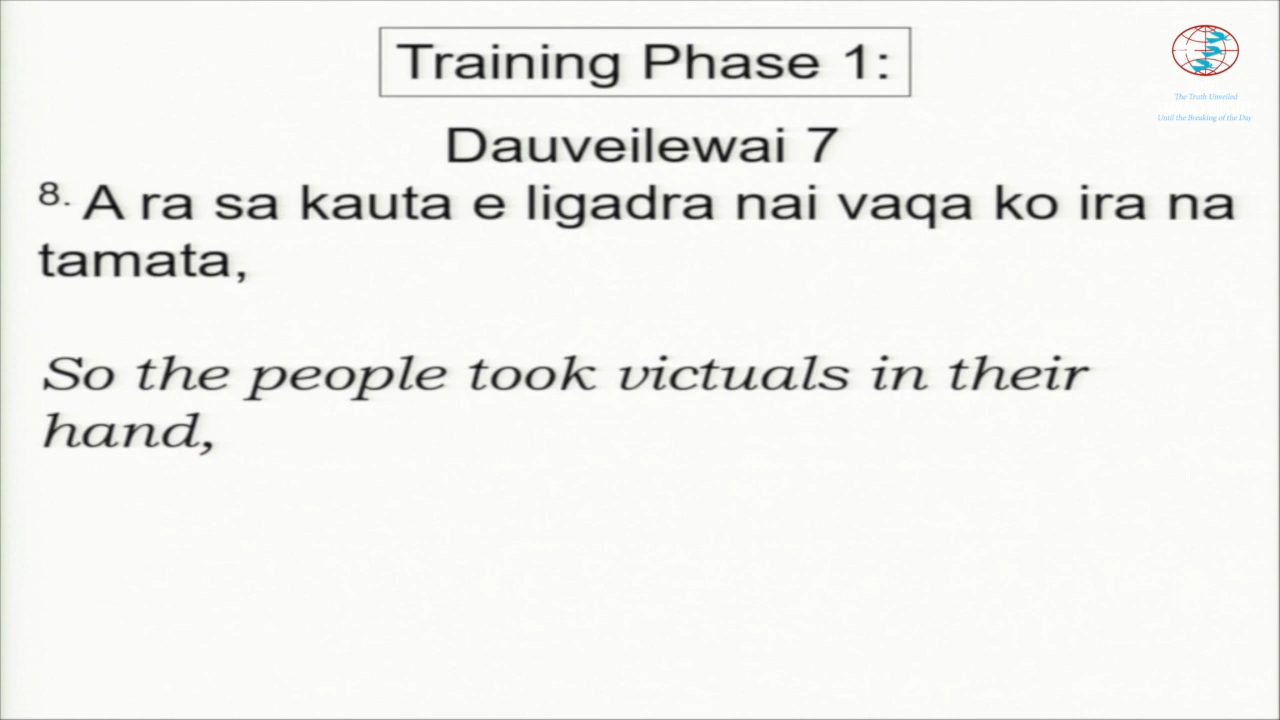 Training Phase 1:
The Truth Unveiled
Until the Breaking of the Day
Dauveilewai 7
8. A ra sa kauta e ligadra nai vaqa ko ira na
tamata,
So the people took victuals in their
hand,